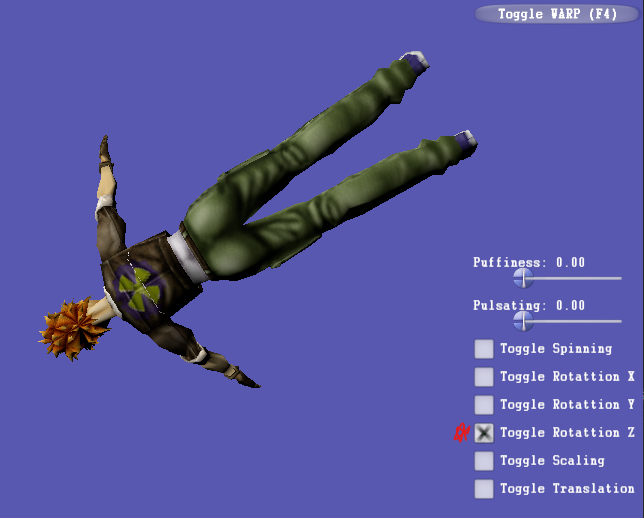 Toggle WARP (F4)
Puffiness: 0.00
Pulsating: 0.00
Toggle Spinning
Toggle Rotattion X
Toggle Rotattion Y
Toggle Rotattion Z
Toggle Scaling
Toggle Translation